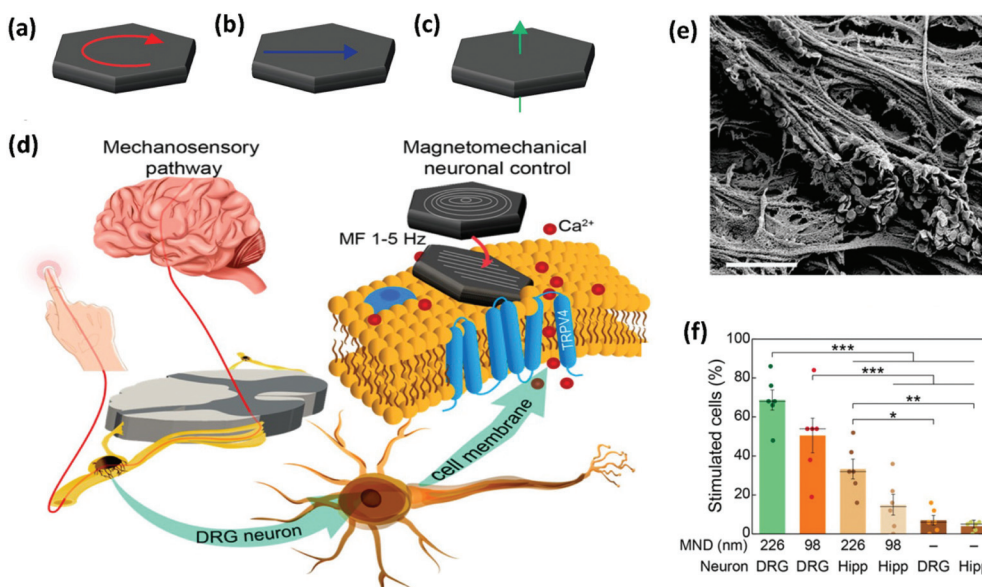 (a)
(b)
(c)
(d)
Mechanosensory
pathway
Magnetomechanical
neuronal control
MF 1-5 Hz
Ca²⁺
TRPV4
cell membrane
DRG neuron
(e)
(f)
Stimulated cells (%)
100
80
60
40
20
0
***
***
**
*
MND (nm) 226 98 226 98 – –
Neuron DRG DRG Hipp Hipp DRG Hipp